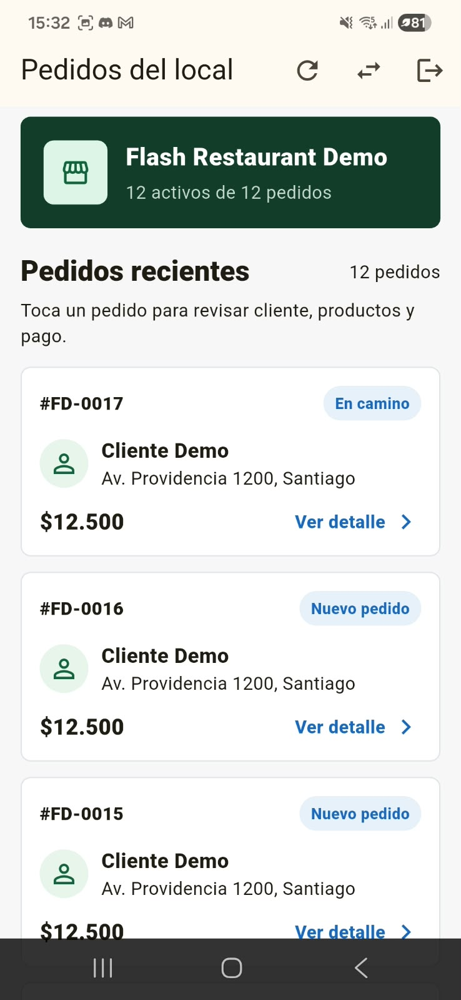 15:32
81
Pedidos del local
Flash Restaurant Demo
12 activos de 12 pedidos
Pedidos recientes
12 pedidos
Toca un pedido para revisar cliente, productos y
pago.
#FD-0017
En camino
Cliente Demo
Av. Providencia 1200, Santiago
$12.500
Ver detalle
#FD-0016
Nuevo pedido
Cliente Demo
Av. Providencia 1200, Santiago
$12.500
Ver detalle
#FD-0015
Nuevo pedido
Cliente Demo
Av. Providencia 1200, Santiago
$12.500
Ver detalle